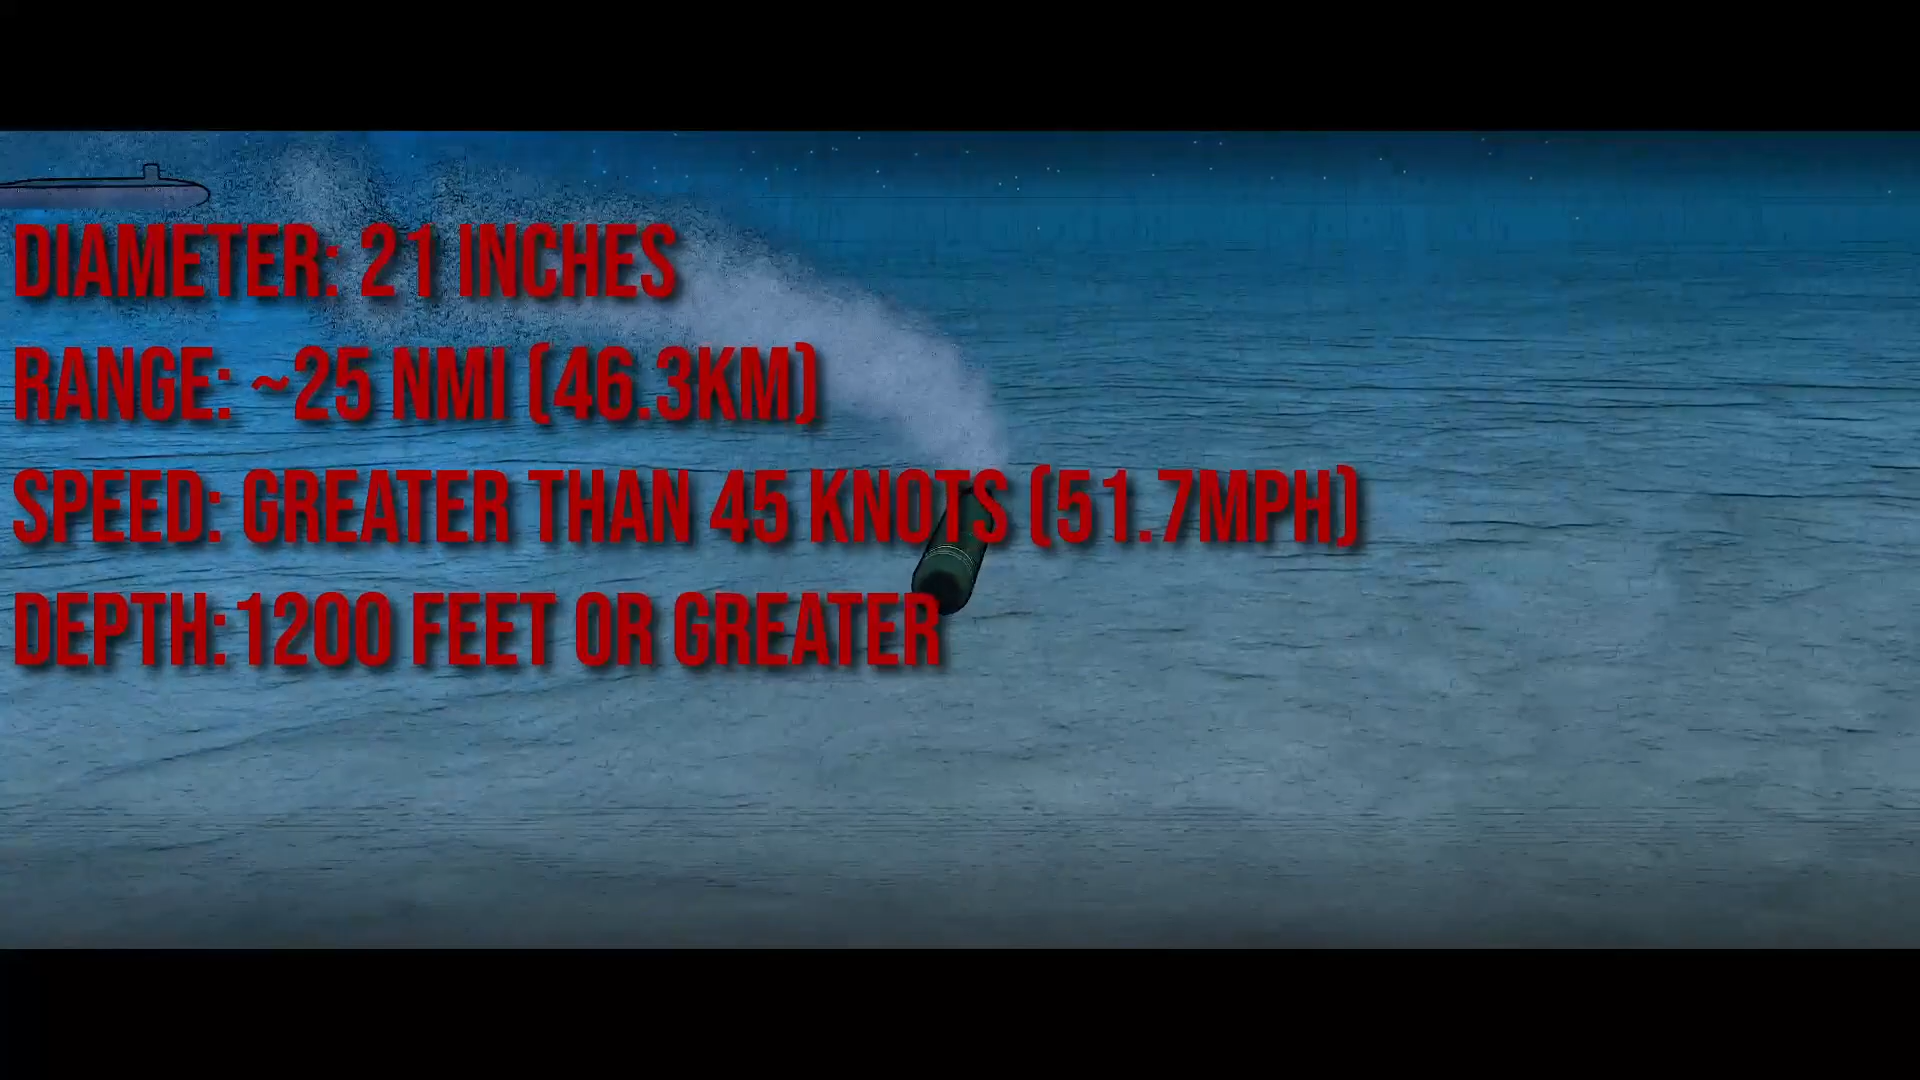 DIAMETER: 21 INCHES
RANGE: ~25 NMI (46.3KM)
SPEED: GREATER THAN 45 KNOTS (51.7MPH)
DEPTH: 1200 FEET OR GREATER